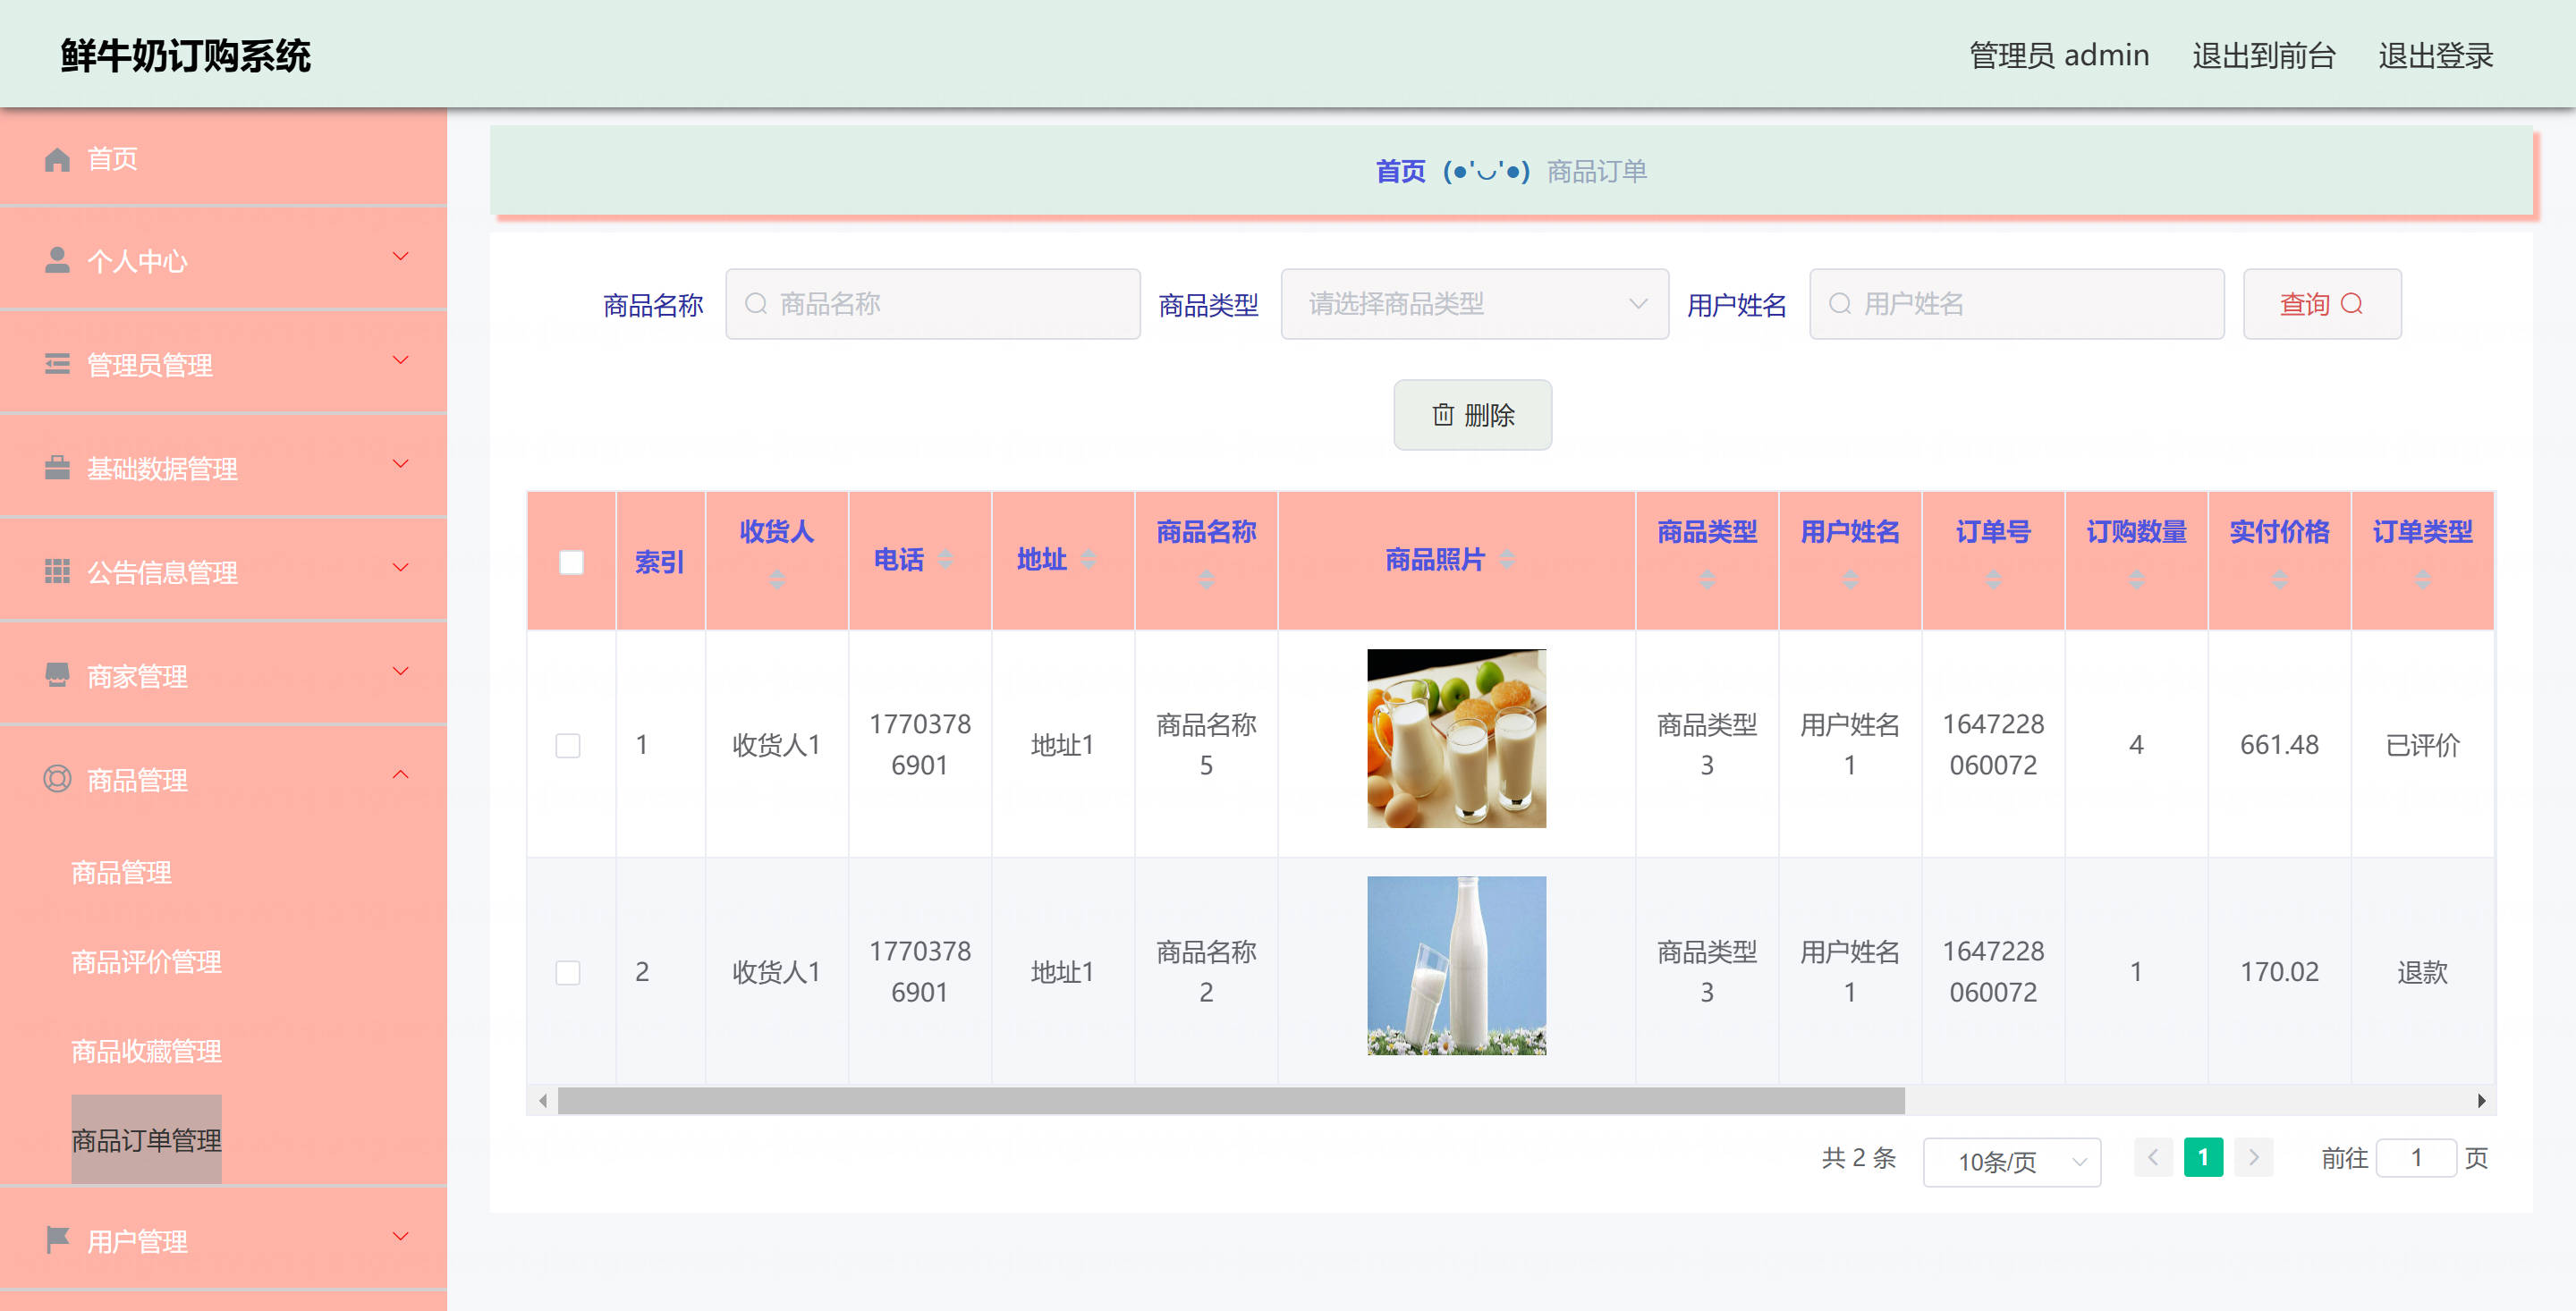 鲜牛奶订购系统
管理员 admin 退出到前台 退出登录
首页
个人中心
管理员管理
基础数据管理
公告信息管理
商家管理
商品管理
商品管理
商品评价管理
商品收藏管理
商品订单管理
用户管理
首页 (●'◡'●) 商品订单
商品名称 商品名称 商品类型 请选择商品类型 用户姓名 用户姓名 查询
删除
索引 收货人 电话 地址 商品名称 商品照片 商品类型 用户姓名 订单号 订购数量 实付价格 订单类型
1 收货人1 17703786901 地址1 商品名称5 商品类型3 用户姓名1 1647228060072 4 661.48 已评价
2 收货人1 17703786901 地址1 商品名称2 商品类型3 用户姓名1 1647228060072 1 170.02 退款
共 2 条 10条/页 1 前往 1 页